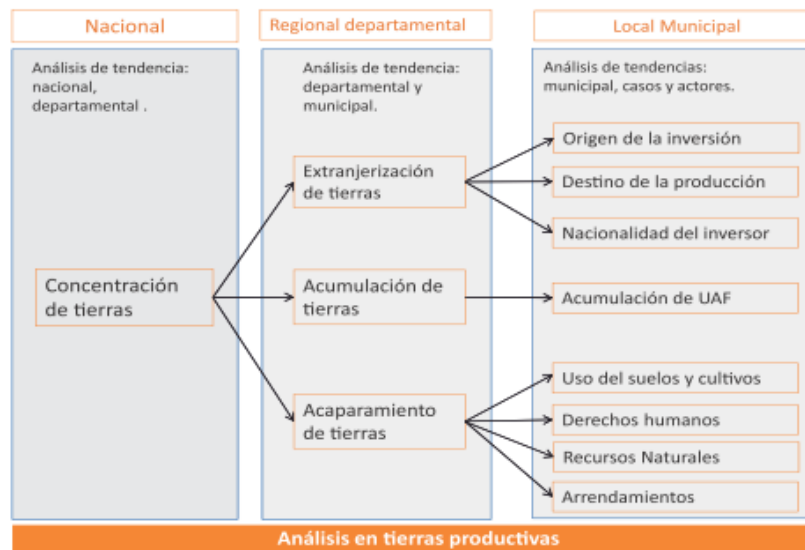 Nacional
Regional departamental
Local Municipal
Análisis de tendencia:
nacional,
departamental .
Análisis de tendencia:
departamental y
municipal.
Análisis de tendencias:
municipal, casos y actores.
Concentración
de tierras
Extranjerización
de tierras
Acumulación de
tierras
Acaparamiento
de tierras
Origen de la inversión
Destino de la producción
Nacionalidad del inversor
Acumulación de UAF
Uso del suelos y cultivos
Derechos humanos
Recursos Naturales
Arrendamientos
Análisis en tierras productivas